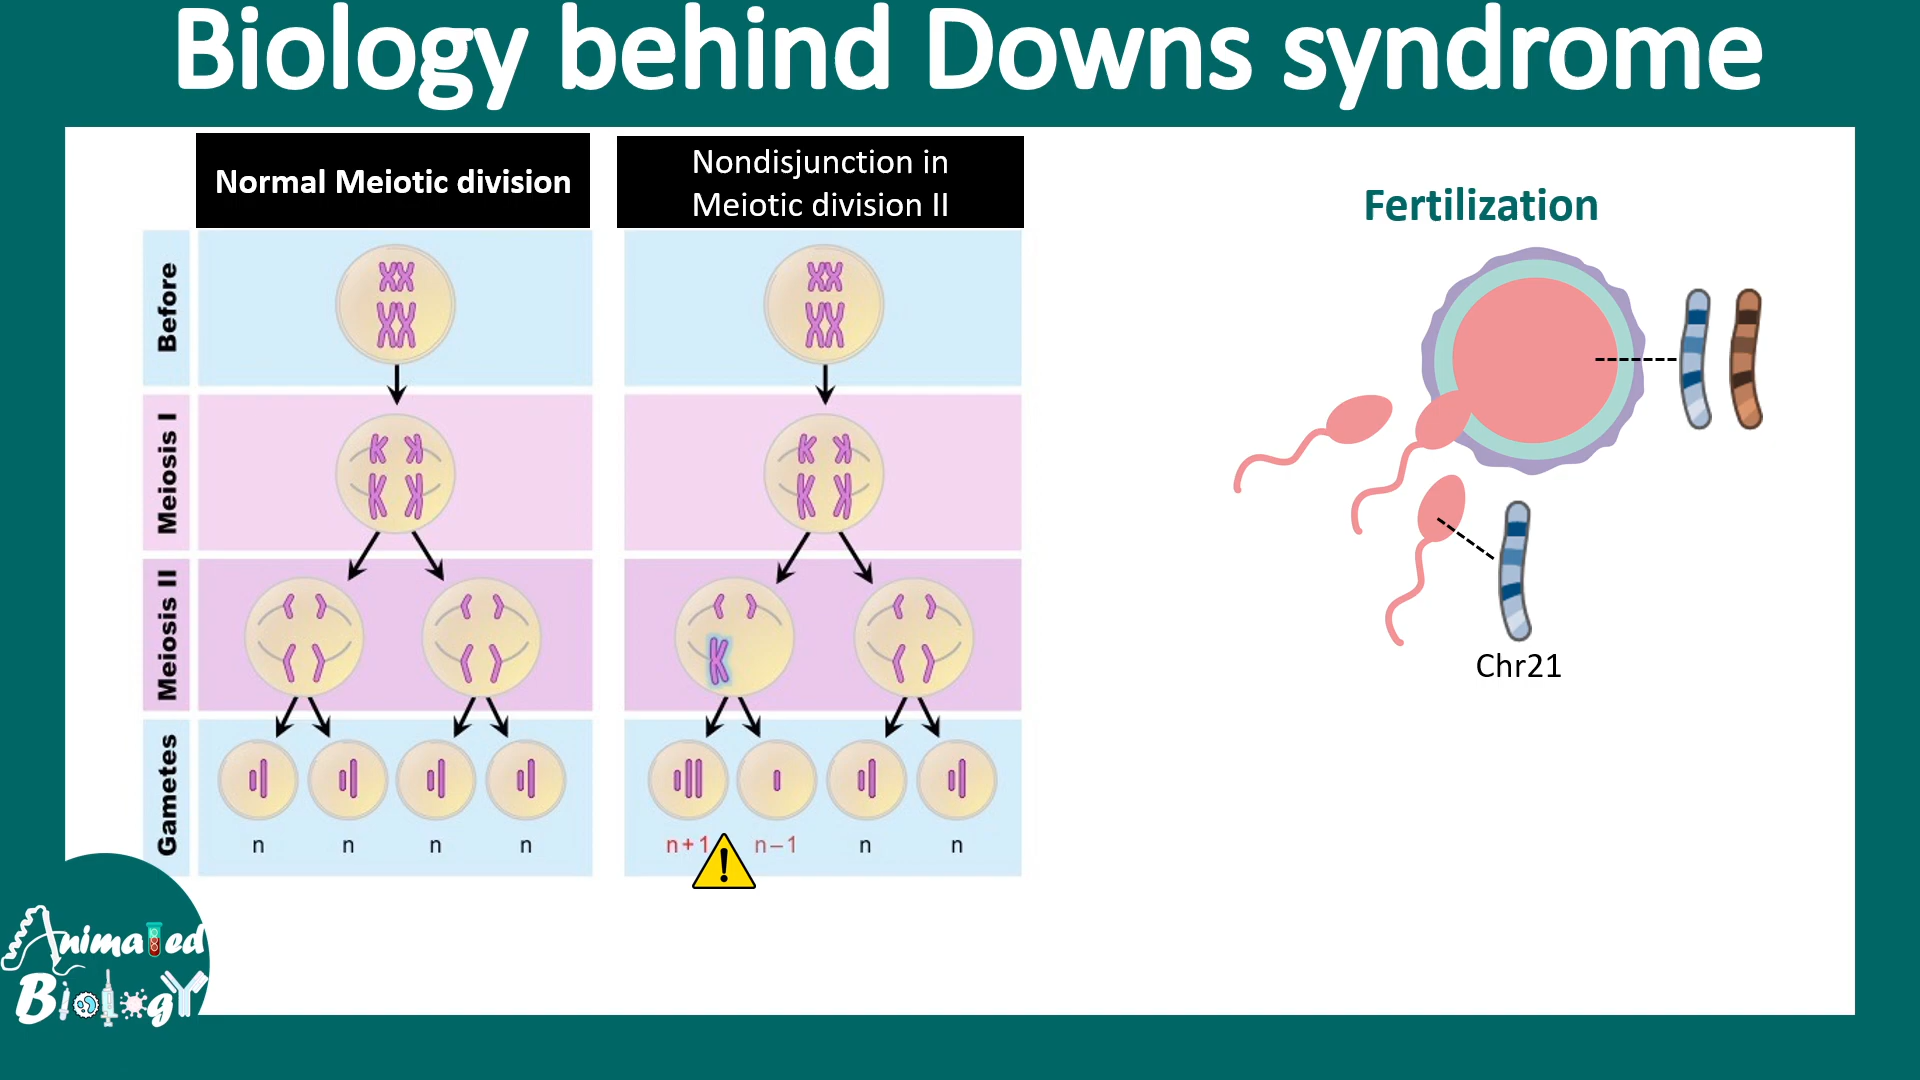 Biology behind Downs syndrome
Normal Meiotic division
Nondisjunction in
Meiotic division II
Fertilization
Before
Meiosis I
Meiosis II
Gametes
n n n n
n+1 n−1 n n
Chr21
Animated
Biology